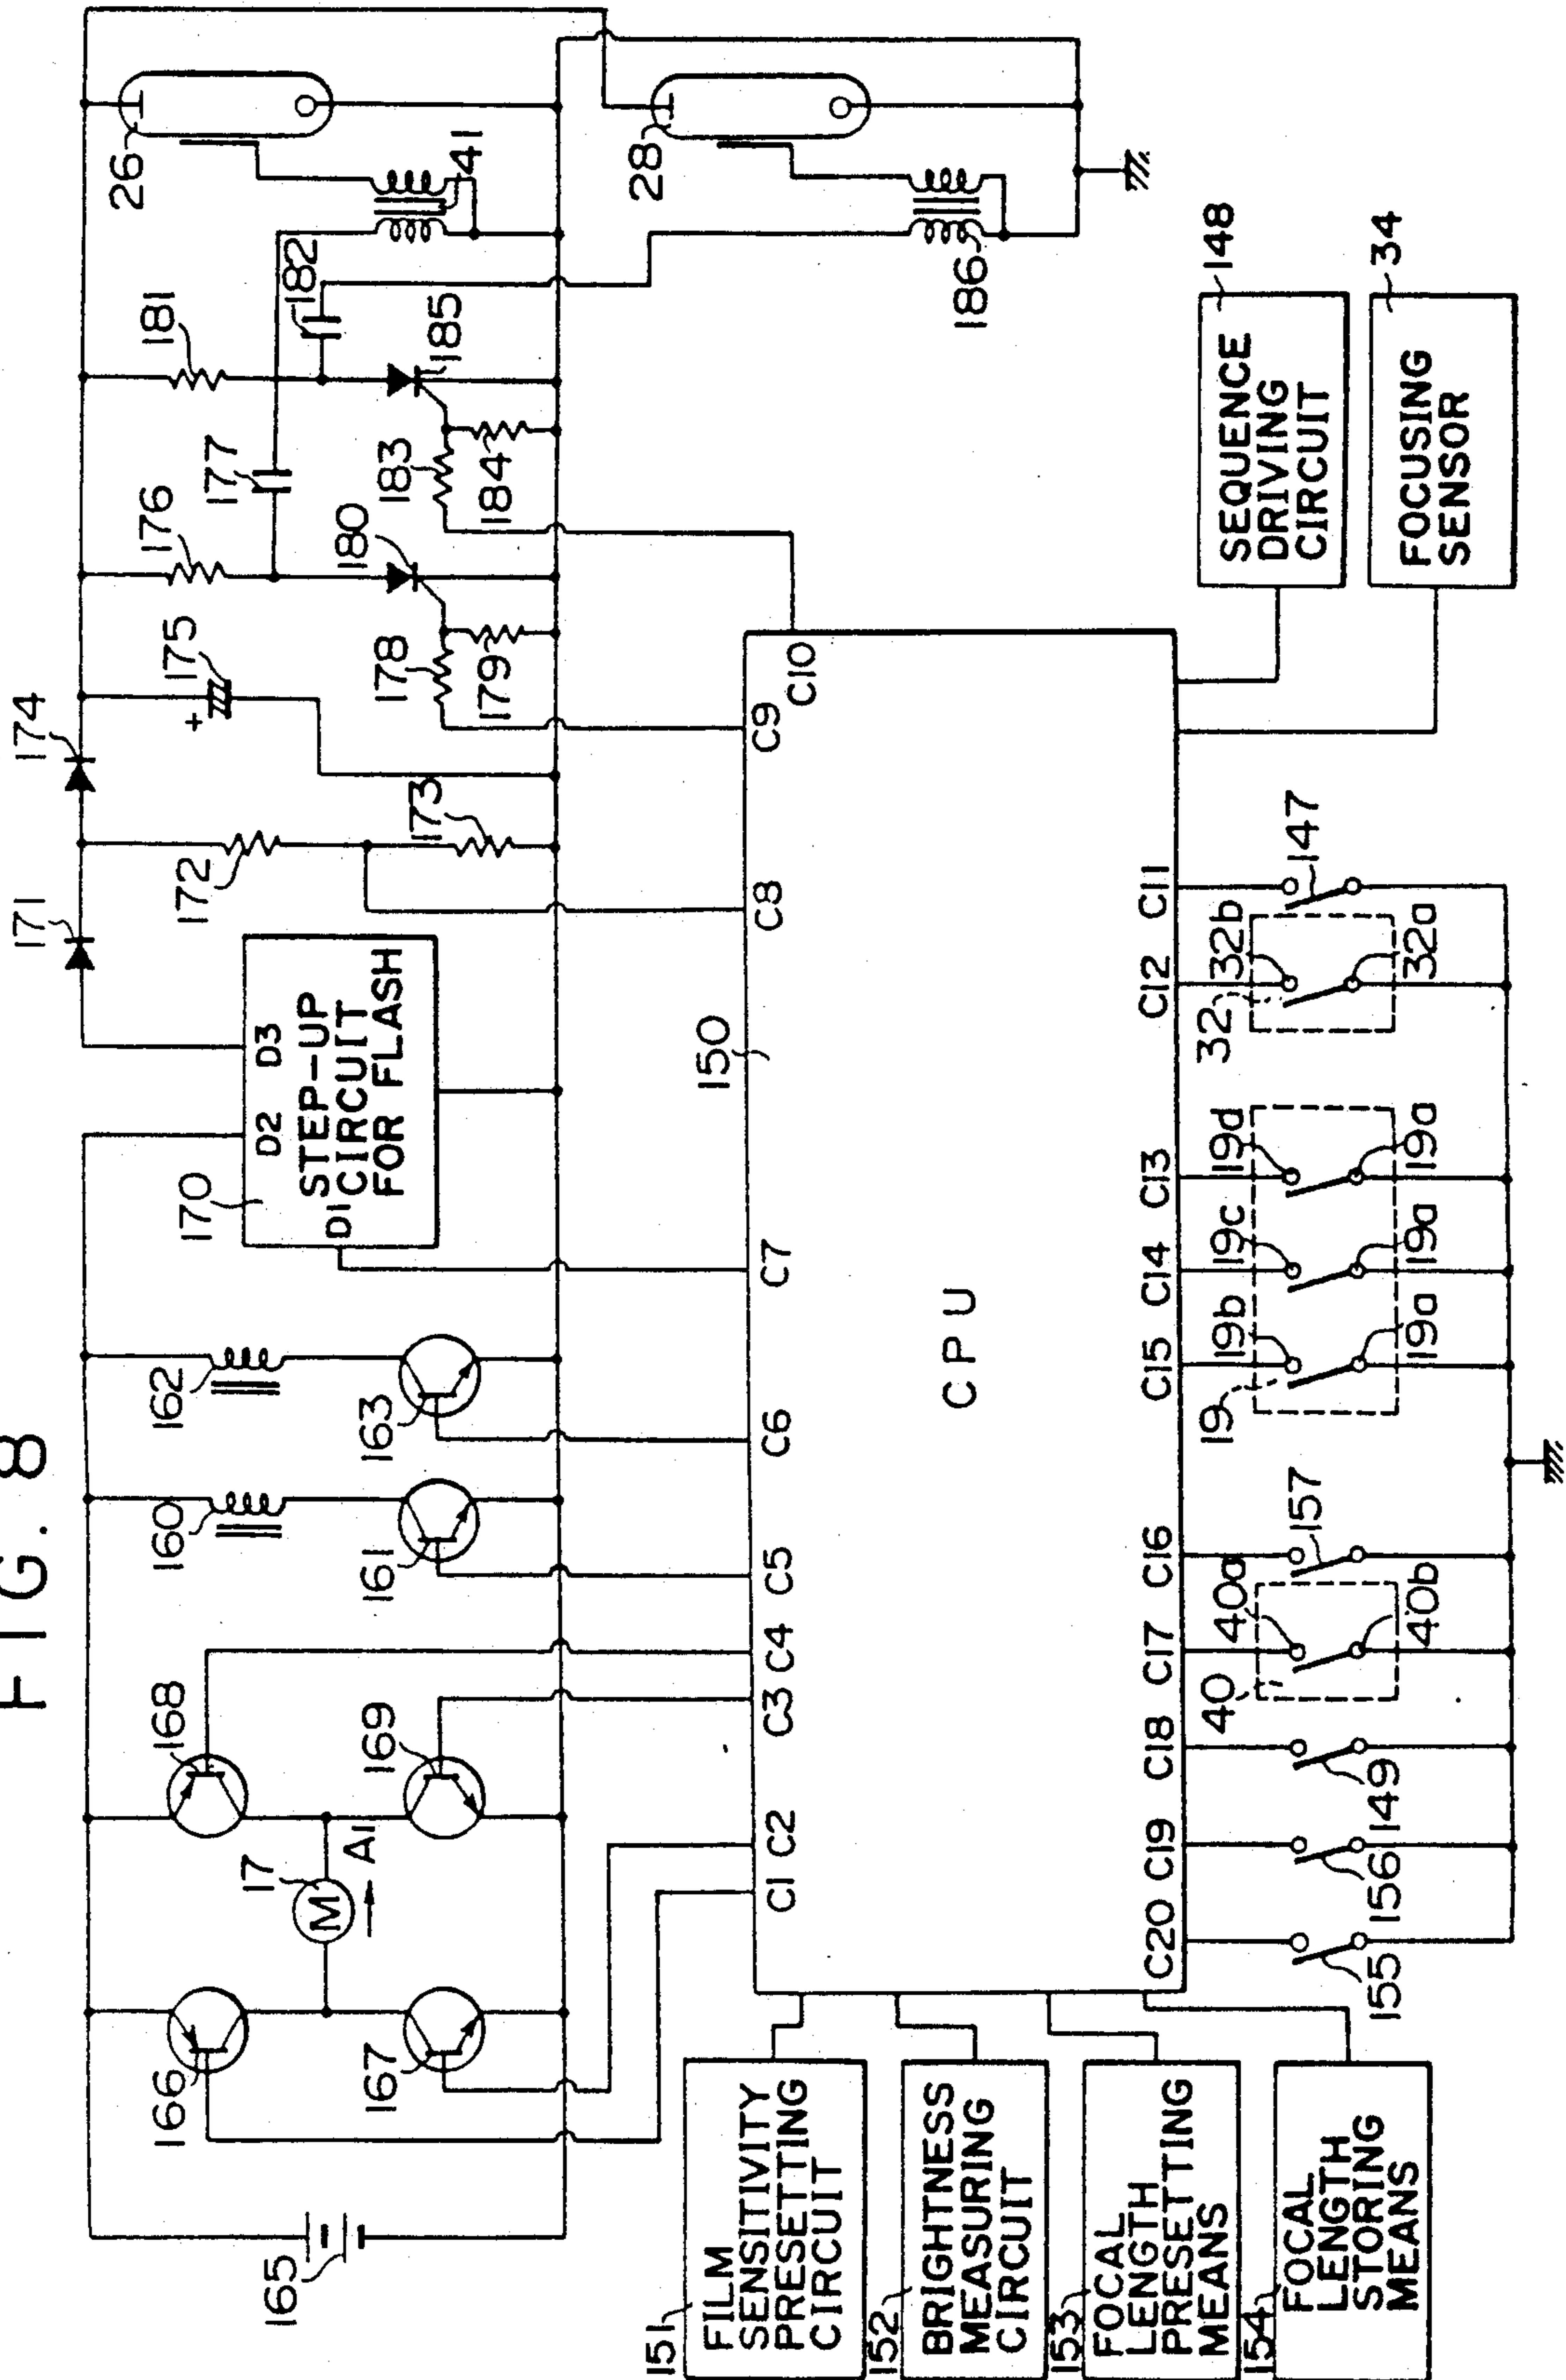 FIG. 8
165
166
167
17
M
A1
168
169
160
161
162
163
170
D1
D2
D3
STEP-UP
CIRCUIT
FOR FLASH
171
172
173
174
175
+
176
177
178
179
180
181
182
183
184
185
26
141
28
186
C1
C2
C3
C4
C5
C6
C7
C8
C9
C10
150
CPU
C20
C19
C18
C17
C16
C15
C14
C13
C12
C11
151
FILM
SENSITIVITY
PRESETTING
CIRCUIT
152
BRIGHTNESS
MEASURING
CIRCUIT
153
FOCAL
LENGTH
PRESETTING
MEANS
154
FOCAL
LENGTH
STORING
MEANS
155
156
149
40
40a
40b
157
19
19b
19a
19c
19a
19d
19a
32
32b
32a
147
SEQUENCE
DRIVING
CIRCUIT
148
FOCUSING
SENSOR
34